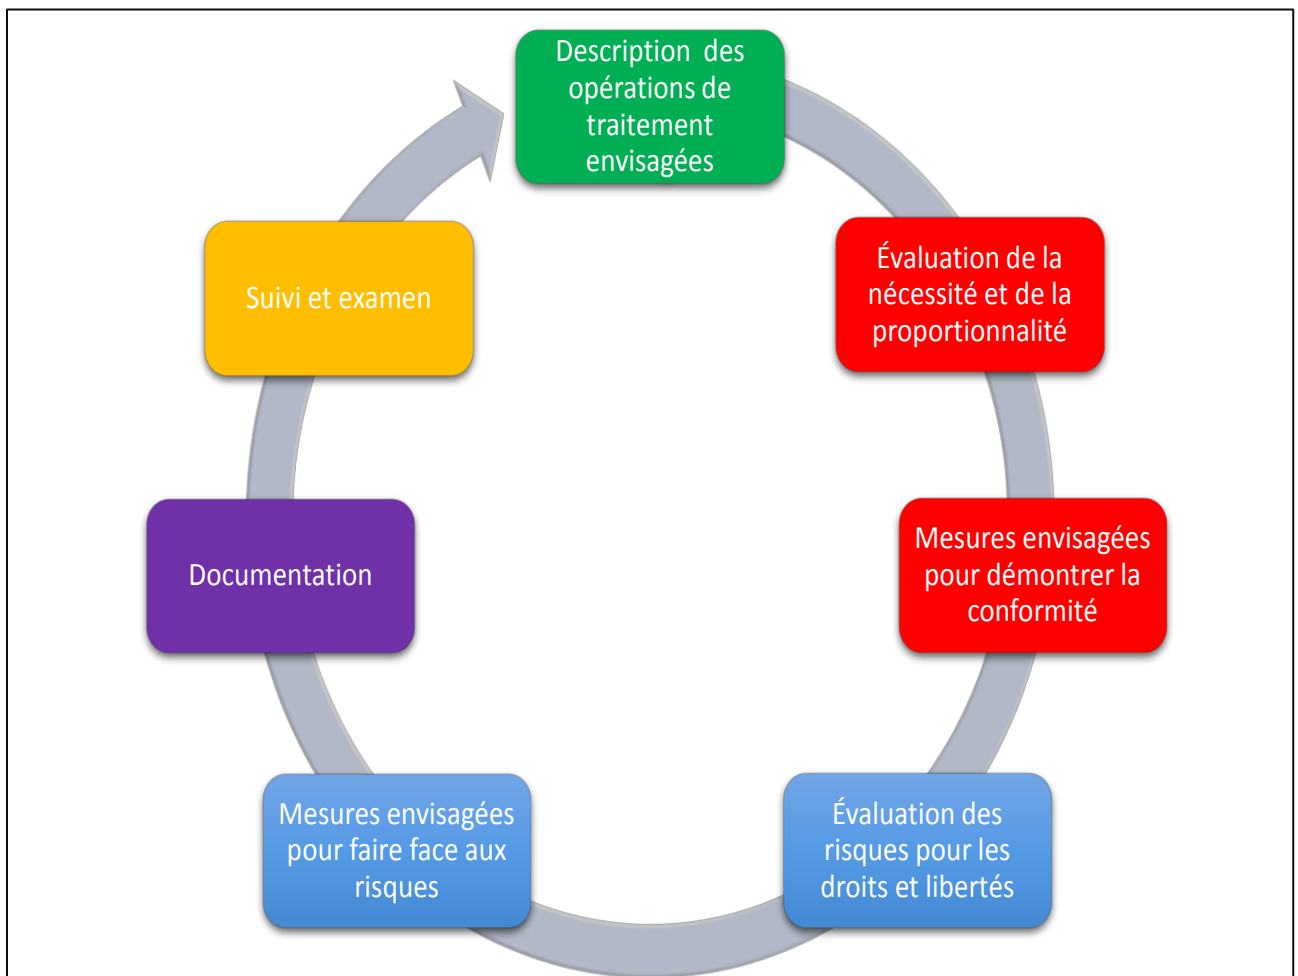 Description des
opérations de
traitement
envisagées
Évaluation de la
nécessité et de la
proportionnalité
Mesures envisagées
pour démontrer la
conformité
Évaluation des
risques pour les
droits et libertés
Mesures envisagées
pour faire face aux
risques
Documentation
Suivi et examen